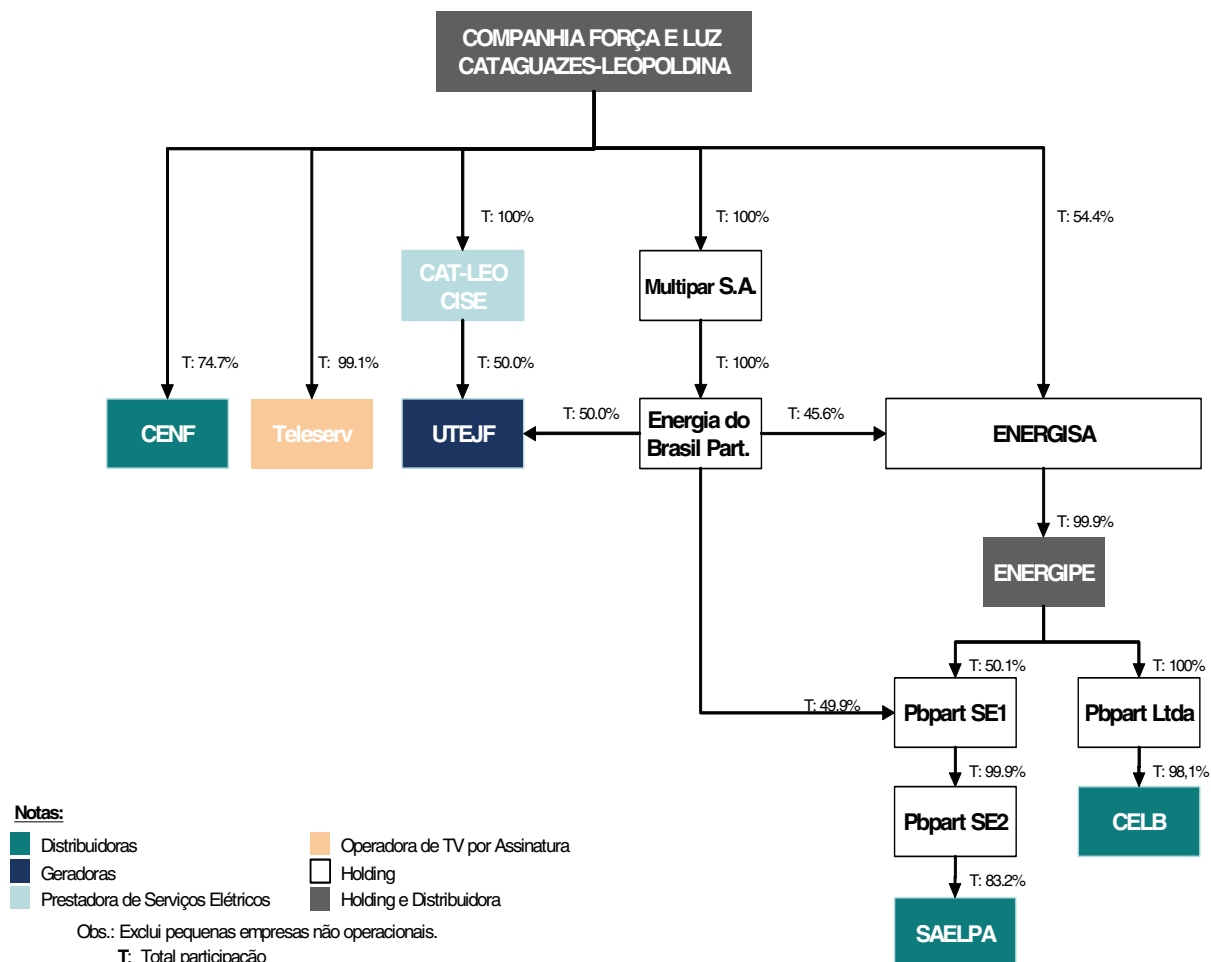 COMPANHIA FORÇA E LUZ
CATAGUAZES-LEOPOLDINA
T: 100%
T: 100%
T: 54.4%
CAT-LEO
CISE
Multipar S.A.
T: 74.7%
T: 99.1%
T: 50.0%
T: 100%
CENF
Teleserv
UTEJF
T: 50.0%
Energia do
Brasil Part.
T: 45.6%
ENERGISA
T: 99.9%
ENERGIPE
T: 50.1%
T: 100%
T: 49.9%
Pbpart SE1
Pbpart Ltda
T: 99.9%
T: 98,1%
Pbpart SE2
CELB
T: 83.2%
SAELPA
Notas:
Distribuidoras
Operadora de TV por Assinatura
Geradoras
Holding
Prestadora de Serviços Elétricos
Holding e Distribuidora
Obs.: Exclui pequenas empresas não operacionais.
T: Total participação